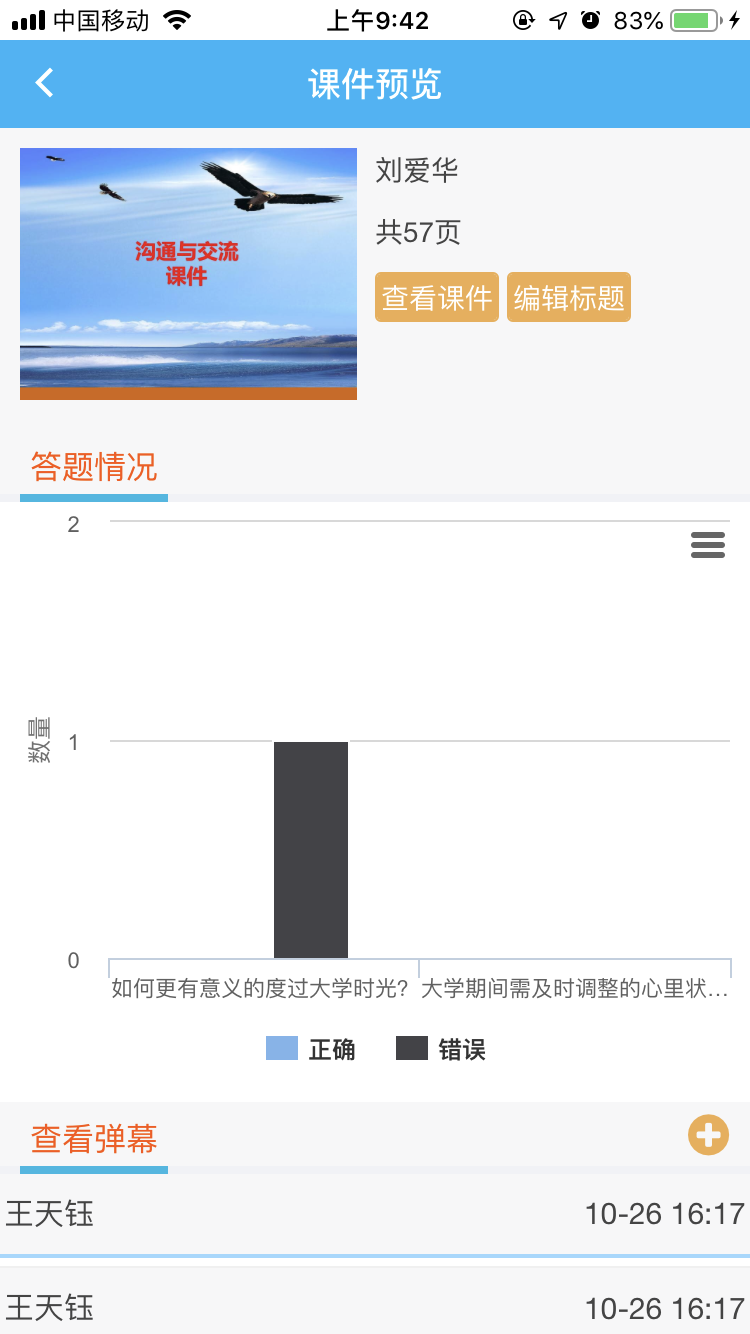 中国移动 上午9:42 83%
课件预览
沟通与交流
课件
刘爱华
共57页
查看课件 编辑标题
答题情况
2
数量
1
0
如何更有意义的度过大学时光? 大学期间需及时调整的心里状…
正确 错误
查看弹幕
王天钰 10-26 16:17
王天钰 10-26 16:17